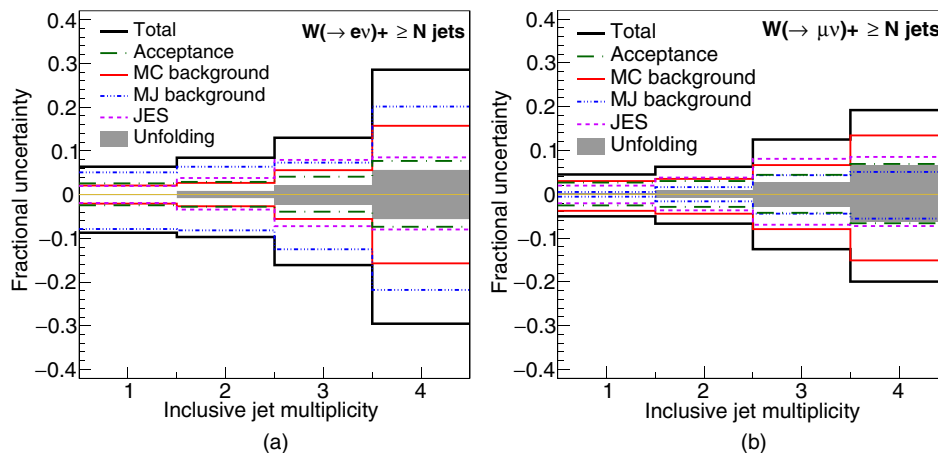 W(→ eν)+ ≥ N jets
Total
Acceptance
MC background
MJ background
JES
Unfolding
Fractional uncertainty
0.4
0.3
0.2
0.1
0
−0.1
−0.2
−0.3
−0.4
1 2 3 4
Inclusive jet multiplicity
(a)
W(→ μν)+ ≥ N jets
Total
Acceptance
MC background
MJ background
JES
Unfolding
Fractional uncertainty
0.4
0.3
0.2
0.1
0
−0.1
−0.2
−0.3
−0.4
1 2 3 4
Inclusive jet multiplicity
(b)